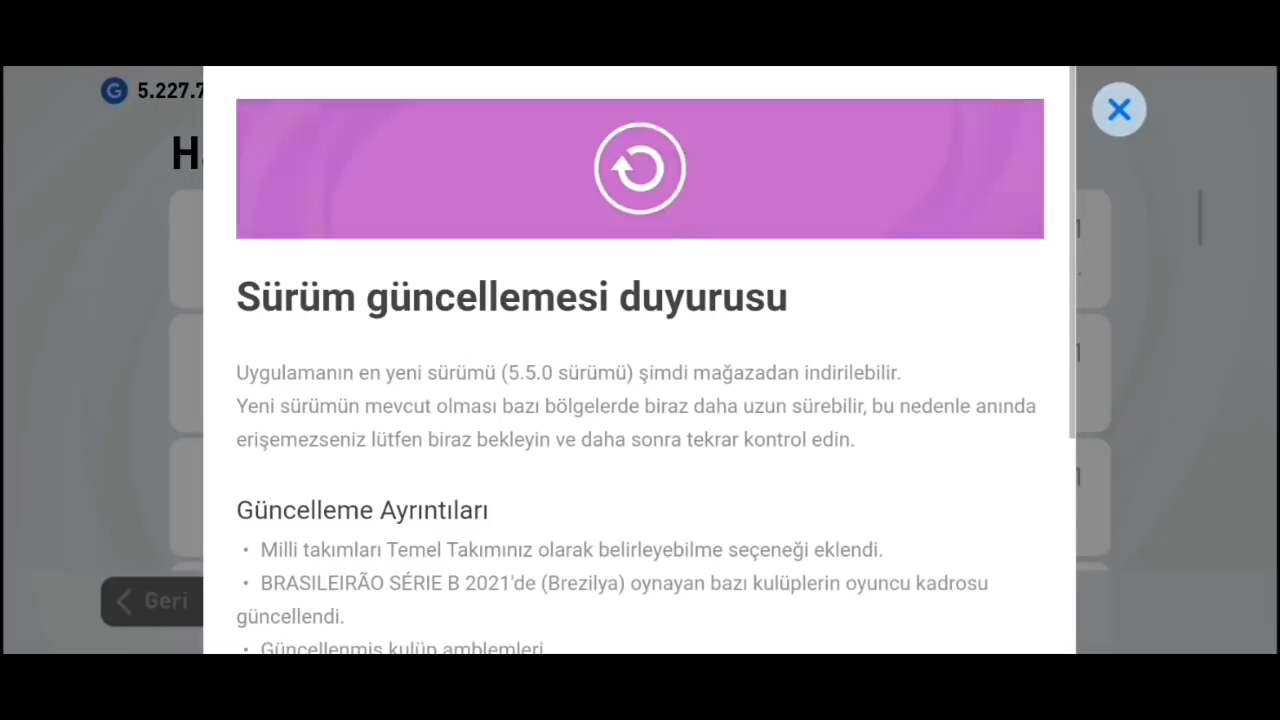 G 5.227.7
H
Sürüm güncellemesi duyurusu
Uygulamanın en yeni sürümü (5.5.0 sürümü) şimdi mağazadan indirilebilir.
Yeni sürümün mevcut olması bazı bölgelerde biraz daha uzun sürebilir, bu nedenle anında
erişemezseniz lütfen biraz bekleyin ve daha sonra tekrar kontrol edin.
Güncelleme Ayrıntıları
・ Milli takımları Temel Takımınız olarak belirleyebilme seçeneği eklendi.
・ BRASILEIRÃO SÉRIE B 2021'de (Brezilya) oynayan bazı kulüplerin oyuncu kadrosu
güncellendi.
Geri
・ Güncellenmiş kulüp amblemleri